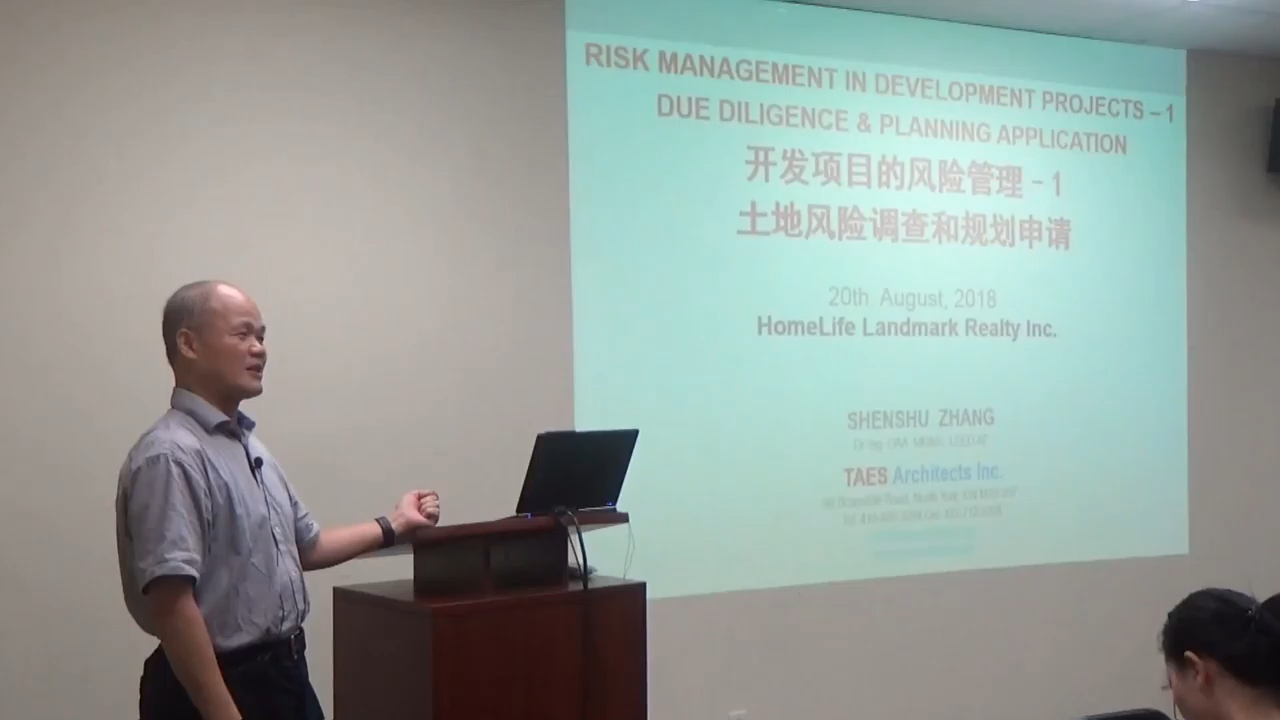 RISK MANAGEMENT IN DEVELOPMENT PROJECTS – 1
DUE DILIGENCE & PLANNING APPLICATION
开发项目的风险管理 – 1
土地风险调查和规划申请
20th August, 2018
HomeLife Landmark Realty Inc.
SHENSHU ZHANG
TAES Architects Inc.